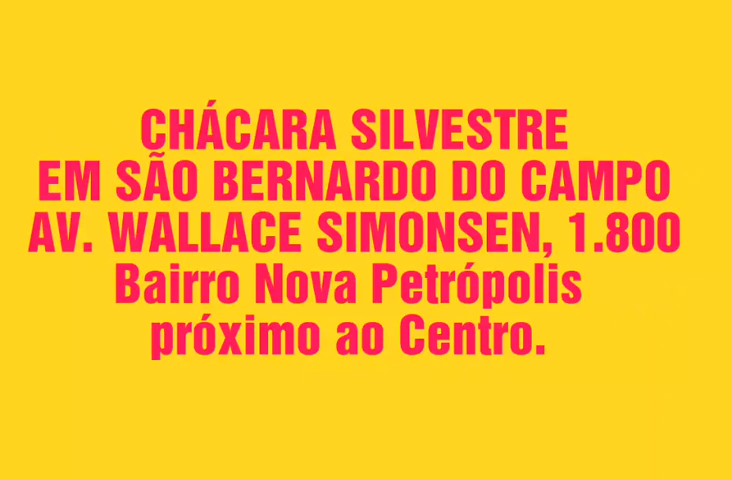 CHÁCARA SILVESTRE
EM SÃO BERNARDO DO CAMPO
AV. WALLACE SIMONSEN, 1.800
Bairro Nova Petrópolis
próximo ao Centro.